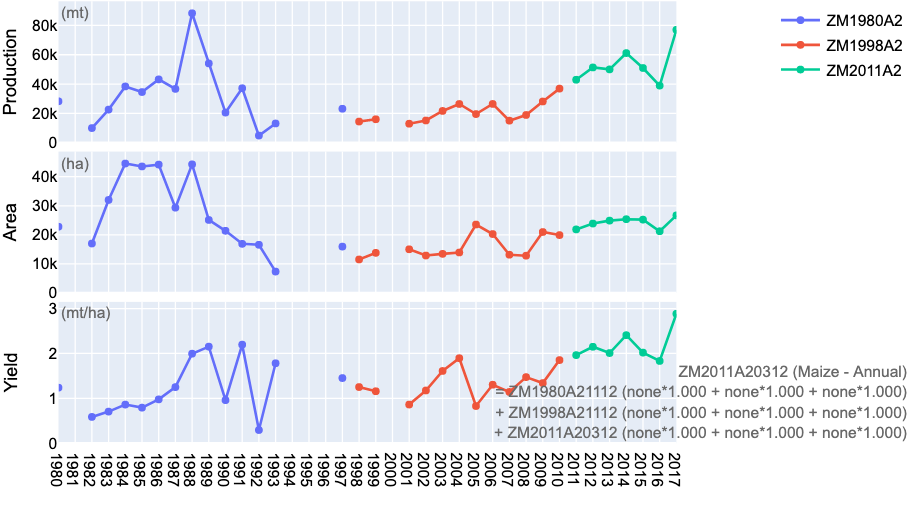 (mt)
Production
80k
60k
40k
20k
0
ZM1980A2
ZM1998A2
ZM2011A2
(ha)
Area
40k
30k
20k
10k
0
(mt/ha)
Yield
3
2
1
0
ZM2011A20312 (Maize - Annual)
= ZM1980A21112 (none*1.000 + none*1.000 + none*1.000)
+ ZM1998A21112 (none*1.000 + none*1.000 + none*1.000)
+ ZM2011A20312 (none*1.000 + none*1.000 + none*1.000)
1980
1981
1982
1983
1984
1985
1986
1987
1988
1989
1990
1991
1992
1993
1994
1995
1996
1997
1998
1999
2000
2001
2002
2003
2004
2005
2006
2007
2008
2009
2010
2011
2012
2013
2014
2015
2016
2017